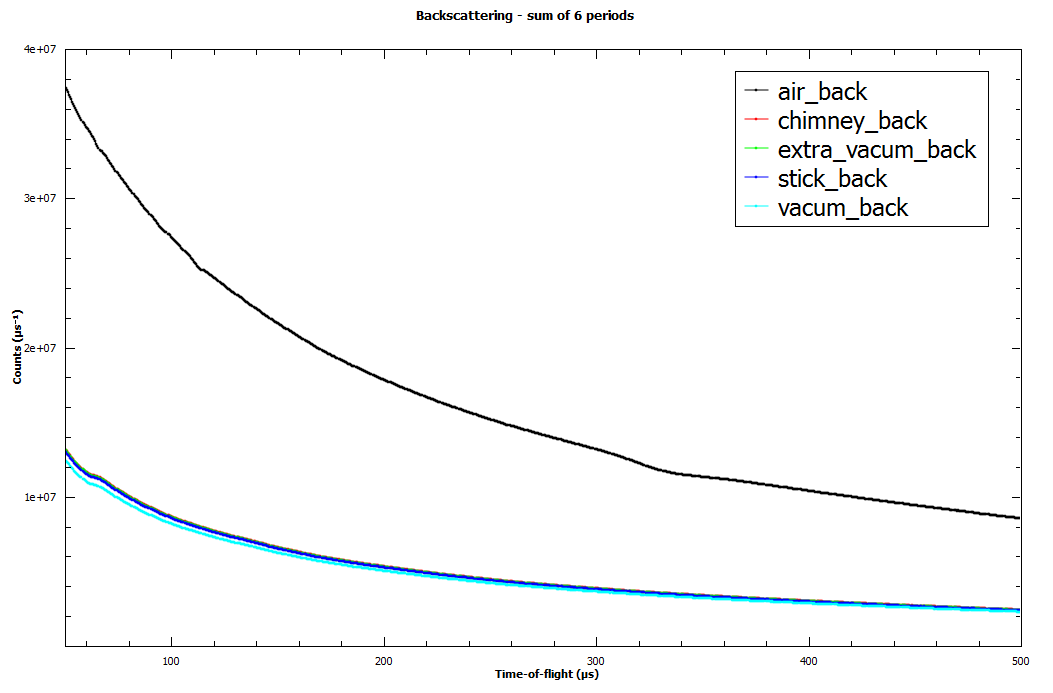 Backscattering - sum of 6 periods
4e+07
3e+07
2e+07
1e+07
Counts (µs⁻¹)
air_back
chimney_back
extra_vacum_back
stick_back
vacum_back
100
200
300
400
500
Time-of-flight (µs)